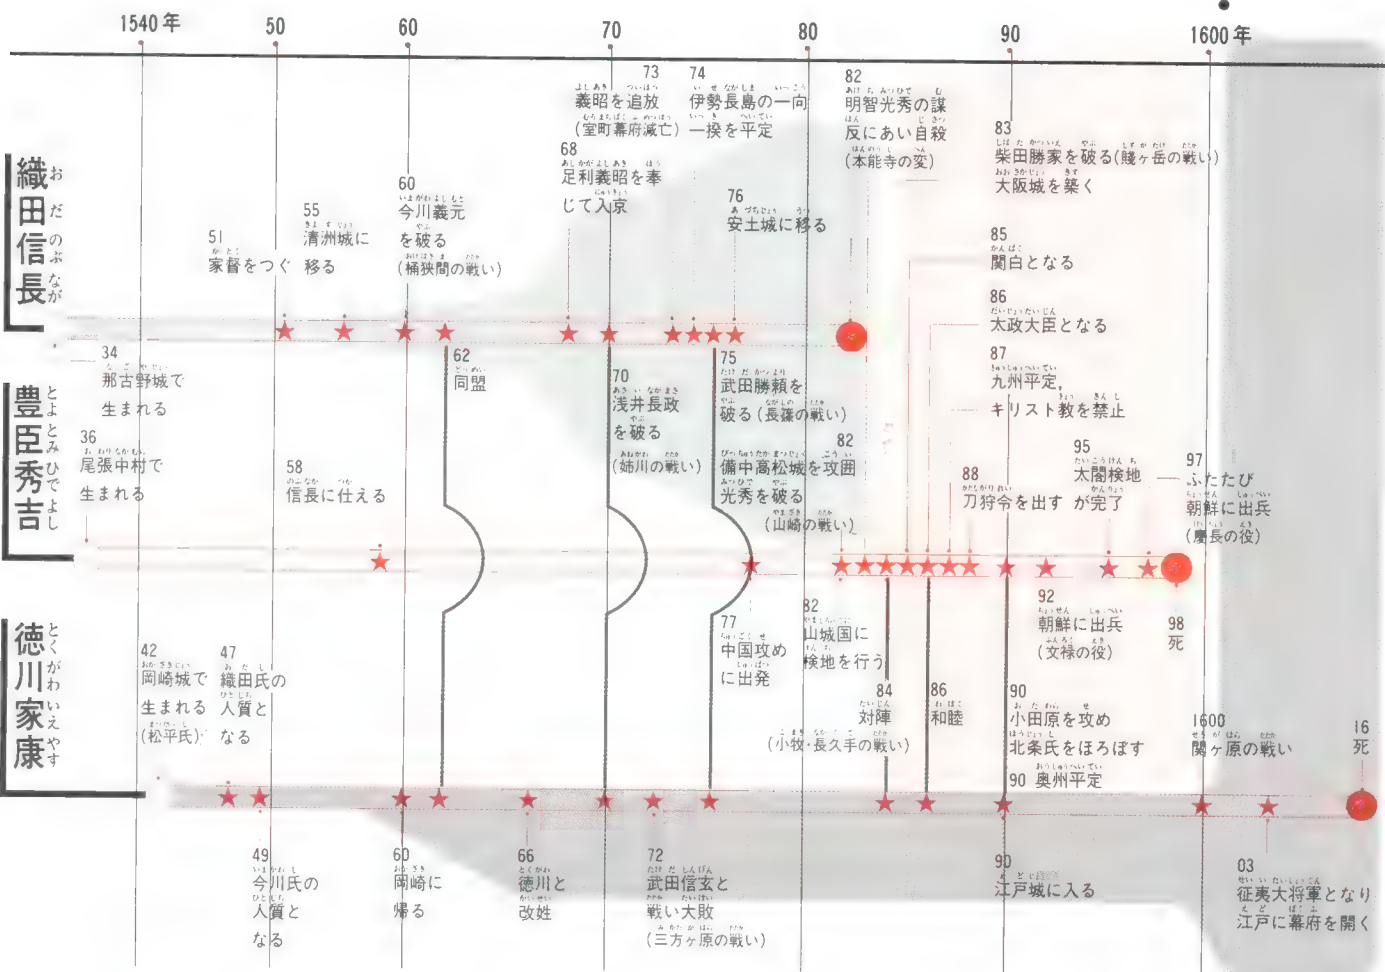 1540年 50 60 70 80 90 1600年
織田信長
おだのぶなが
34
那古野城で
生まれる
51
家督をつぐ
55
清洲城に
移る
60
今川義元
を破る
(桶狭間の戦い)
62
同盟
68
足利義昭を奉
じて入京
70
浅井長政
を破る
(姉川の戦い)
73
義昭を追放
(室町幕府滅亡)
74
伊勢長島の一向
一揆を平定
75
武田勝頼を
破る(長篠の戦い)
76
安土城に移る
82
明智光秀の謀
反にあい自殺
(本能寺の変)
豊臣秀吉
とよとみひでよし
36
尾張中村で
生まれる
58
信長に仕える
77
中国攻め
に出発
82
備中高松城を攻囲
光秀を破る
(山崎の戦い)
82
山城国に
検地を行う
83
柴田勝家を破る(賤ヶ岳の戦い)
大阪城を築く
84
対陣
(小牧·長久手の戦い)
85
関白となる
86
太政大臣となる
86
和睦
87
九州平定,
キリスト教を禁止
88
刀狩令を出す
90
小田原を攻め
北条氏をほろぼす
90 奥州平定
92
朝鮮に出兵
(文禄の役)
95
太閤検地
が完了
97
ふたたび
朝鮮に出兵
(慶長の役)
98
死
徳川家康
とくがわいえやす
42
岡崎城で
生まれる
(松平氏)
47
織田氏の
人質と
なる
49
今川氏の
人質と
なる
60
岡崎に
帰る
66
徳川と
改姓
72
武田信玄と
戦い大敗
(三方ヶ原の戦い)
90
江戸城に入る
1600
関ヶ原の戦い
03
征夷大将軍となり
江戸に幕府を開く
16
死